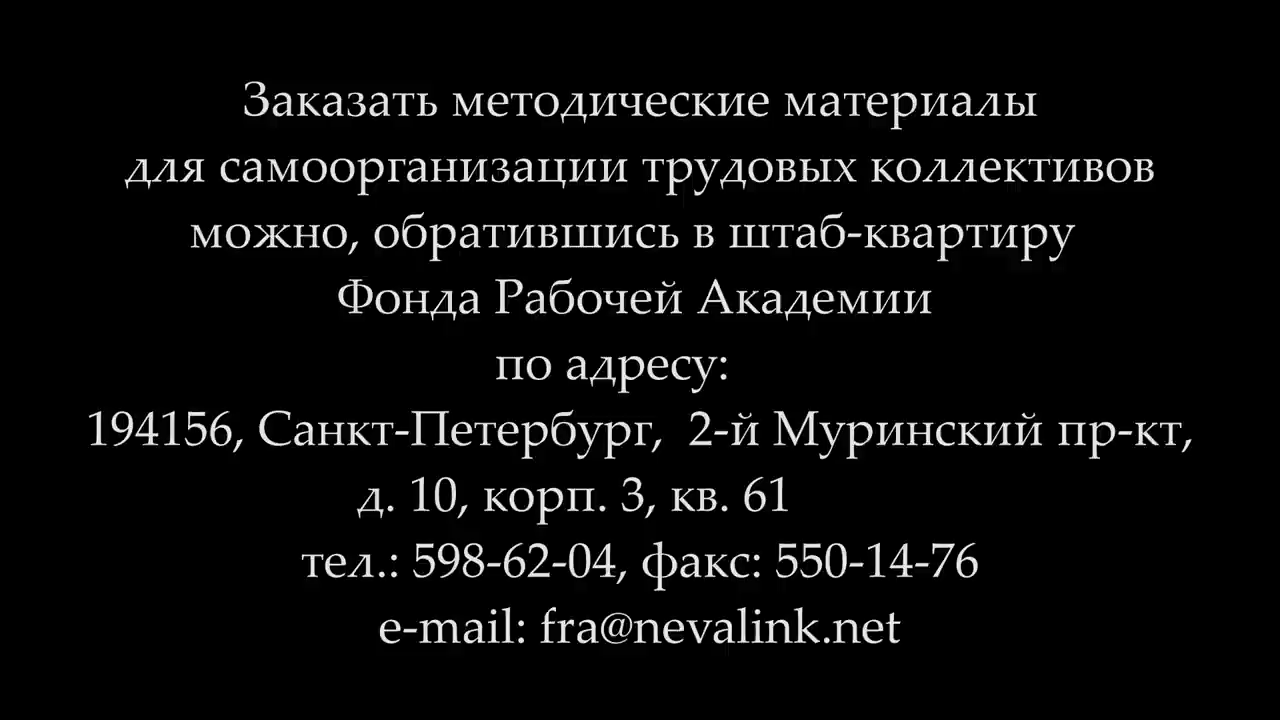 Заказать методические материалы
для самоорганизации трудовых коллективов
можно, обратившись в штаб-квартиру
Фонда Рабочей Академии
по адресу:
194156, Санкт-Петербург, 2-й Муринский пр-кт,
д. 10, корп. 3, кв. 61
тел.: 598-62-04, факс: 550-14-76
e-mail: fra@nevalink.net